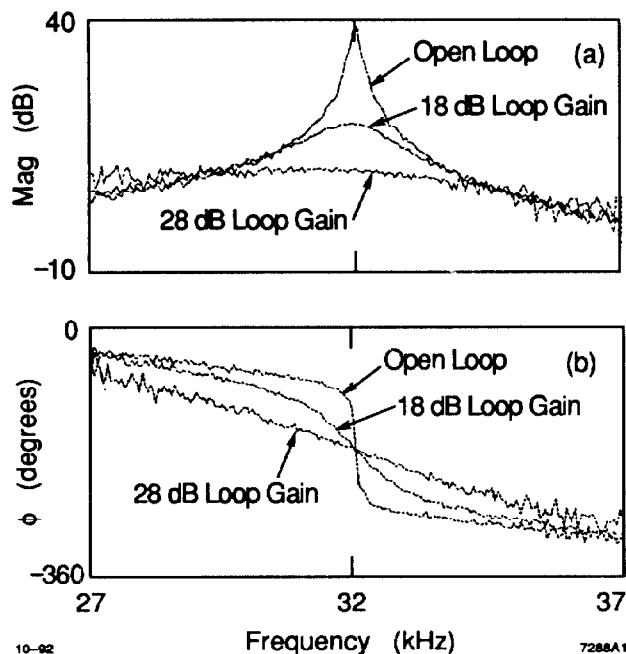 40
Mag (dB)
-10
(a)
Open Loop
18 dB Loop Gain
28 dB Loop Gain
0
ϕ (degrees)
-360
(b)
Open Loop
18 dB Loop Gain
28 dB Loop Gain
27
32
37
Frequency (kHz)
10-92
7288A1